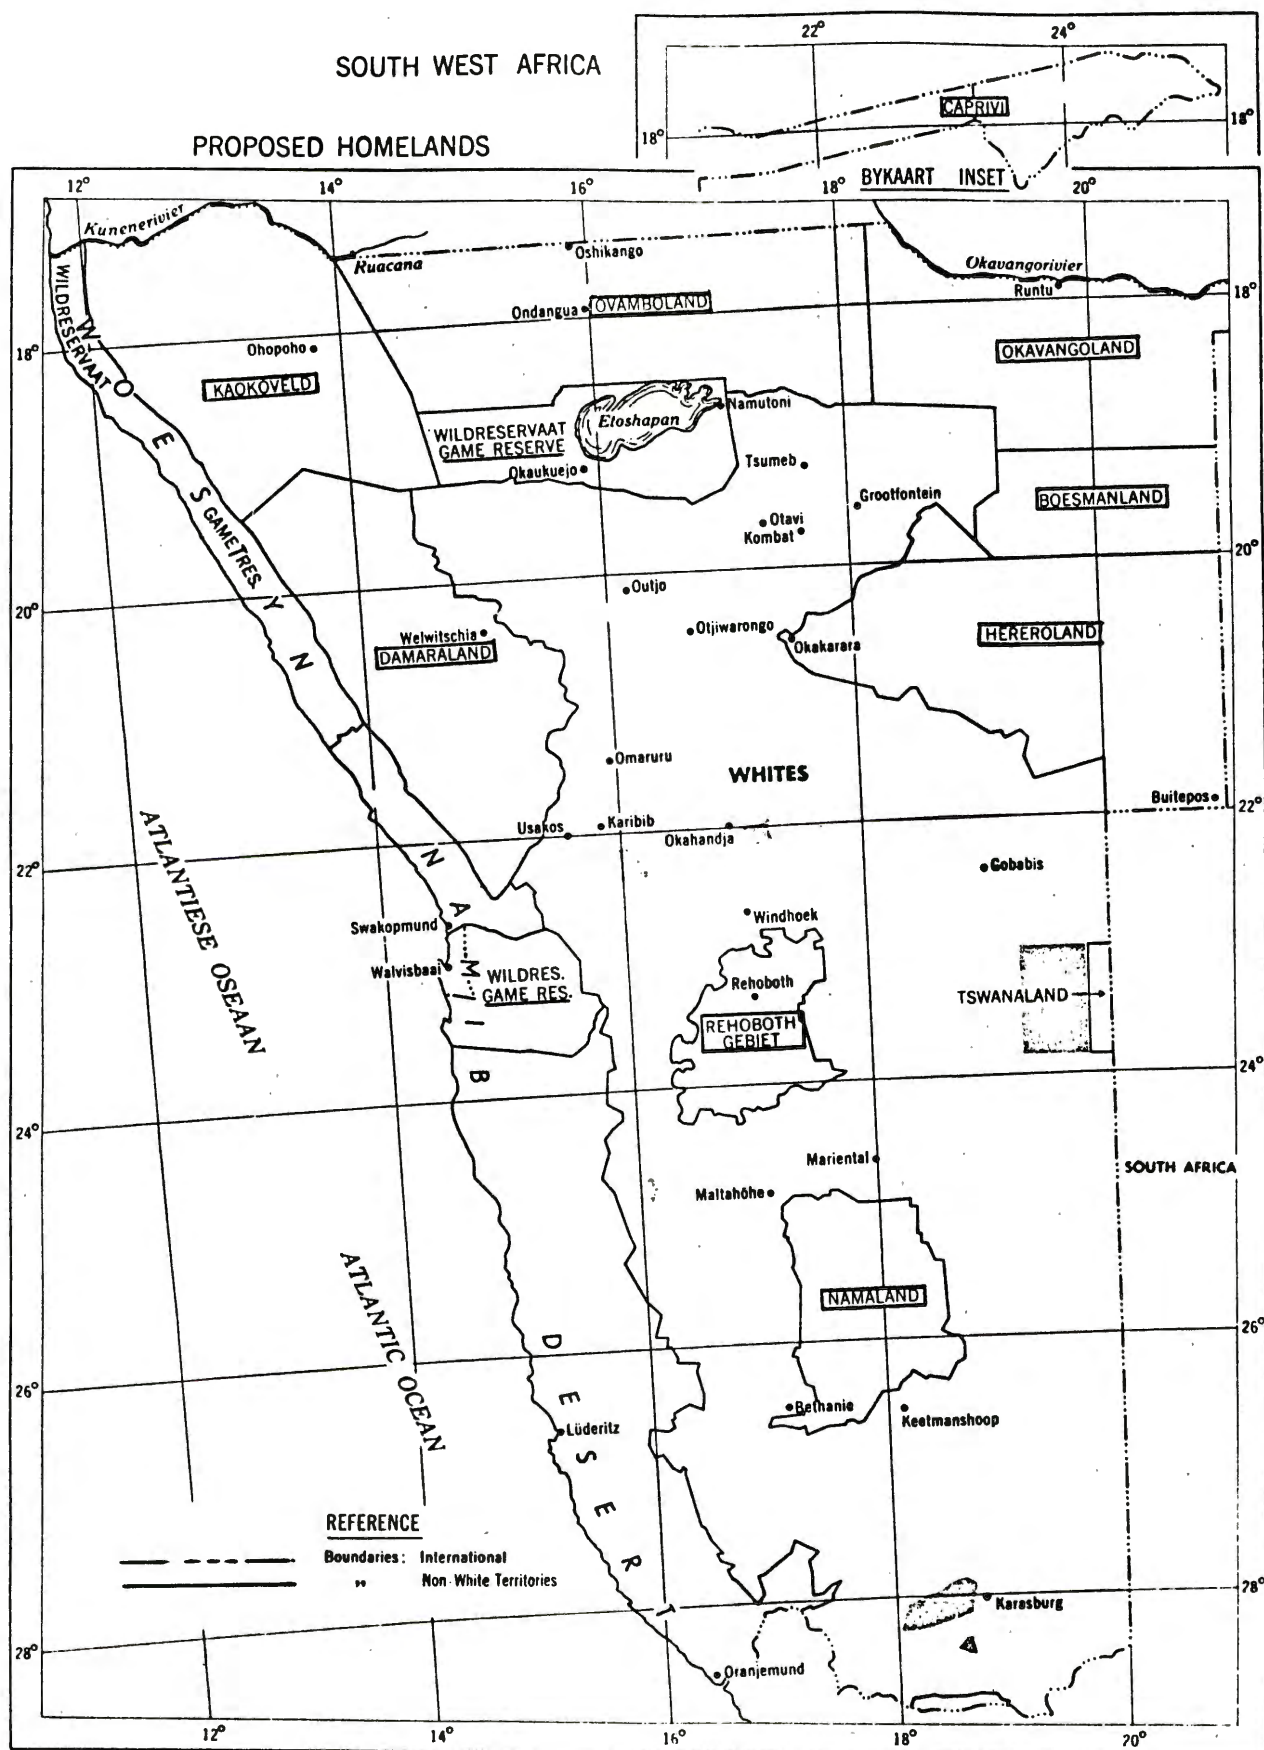 SOUTH WEST AFRICA
PROPOSED HOMELANDS
22°
24°
CAPRIVI
18°
18°
BYKAART INSET
12°
14°
16°
18°
20°
Kunenerivier
Ruacana
Oshikango
Okavangorivier
Runtu
18°
Ondangua
OVAMBOLAND
WILDRESERVAAT
Ohopoho
OKAVANGOLAND
18°
KAOKOVELD
Etoshapan
Namutoni
WILDRESERVAAT
GAME RESERVE
Okaukuejo
Tsumeb
Grootfontein
BOESMANLAND
WOESTYN
GAME RES.
Otavi
Kombat
20°
Outjo
20°
Welwitschia
DAMARALAND
Otjiwarongo
Okakarara
HEREROLAND
Omaruru
WHITES
Buitepos
22°
Usakos
Karibib
Okahandja
ATLANTIESE OSEAAN
22°
Gobabis
NAMIB
Swakopmund
Windhoek
Walvisbaai
WILDRES.
GAME RES.
Rehoboth
TSWANALAND
REHOBOTH
GEBIET
24°
24°
Mariental
SOUTH AFRICA
Maltahöhe
ATLANTIC OCEAN
NAMALAND
26°
DESERT
26°
Bethanie
Keetmanshoop
Lüderitz
REFERENCE
Boundaries: International
" Non-White Territories
28°
Karasburg
28°
Oranjemund
12°
14°
16°
18°
20°